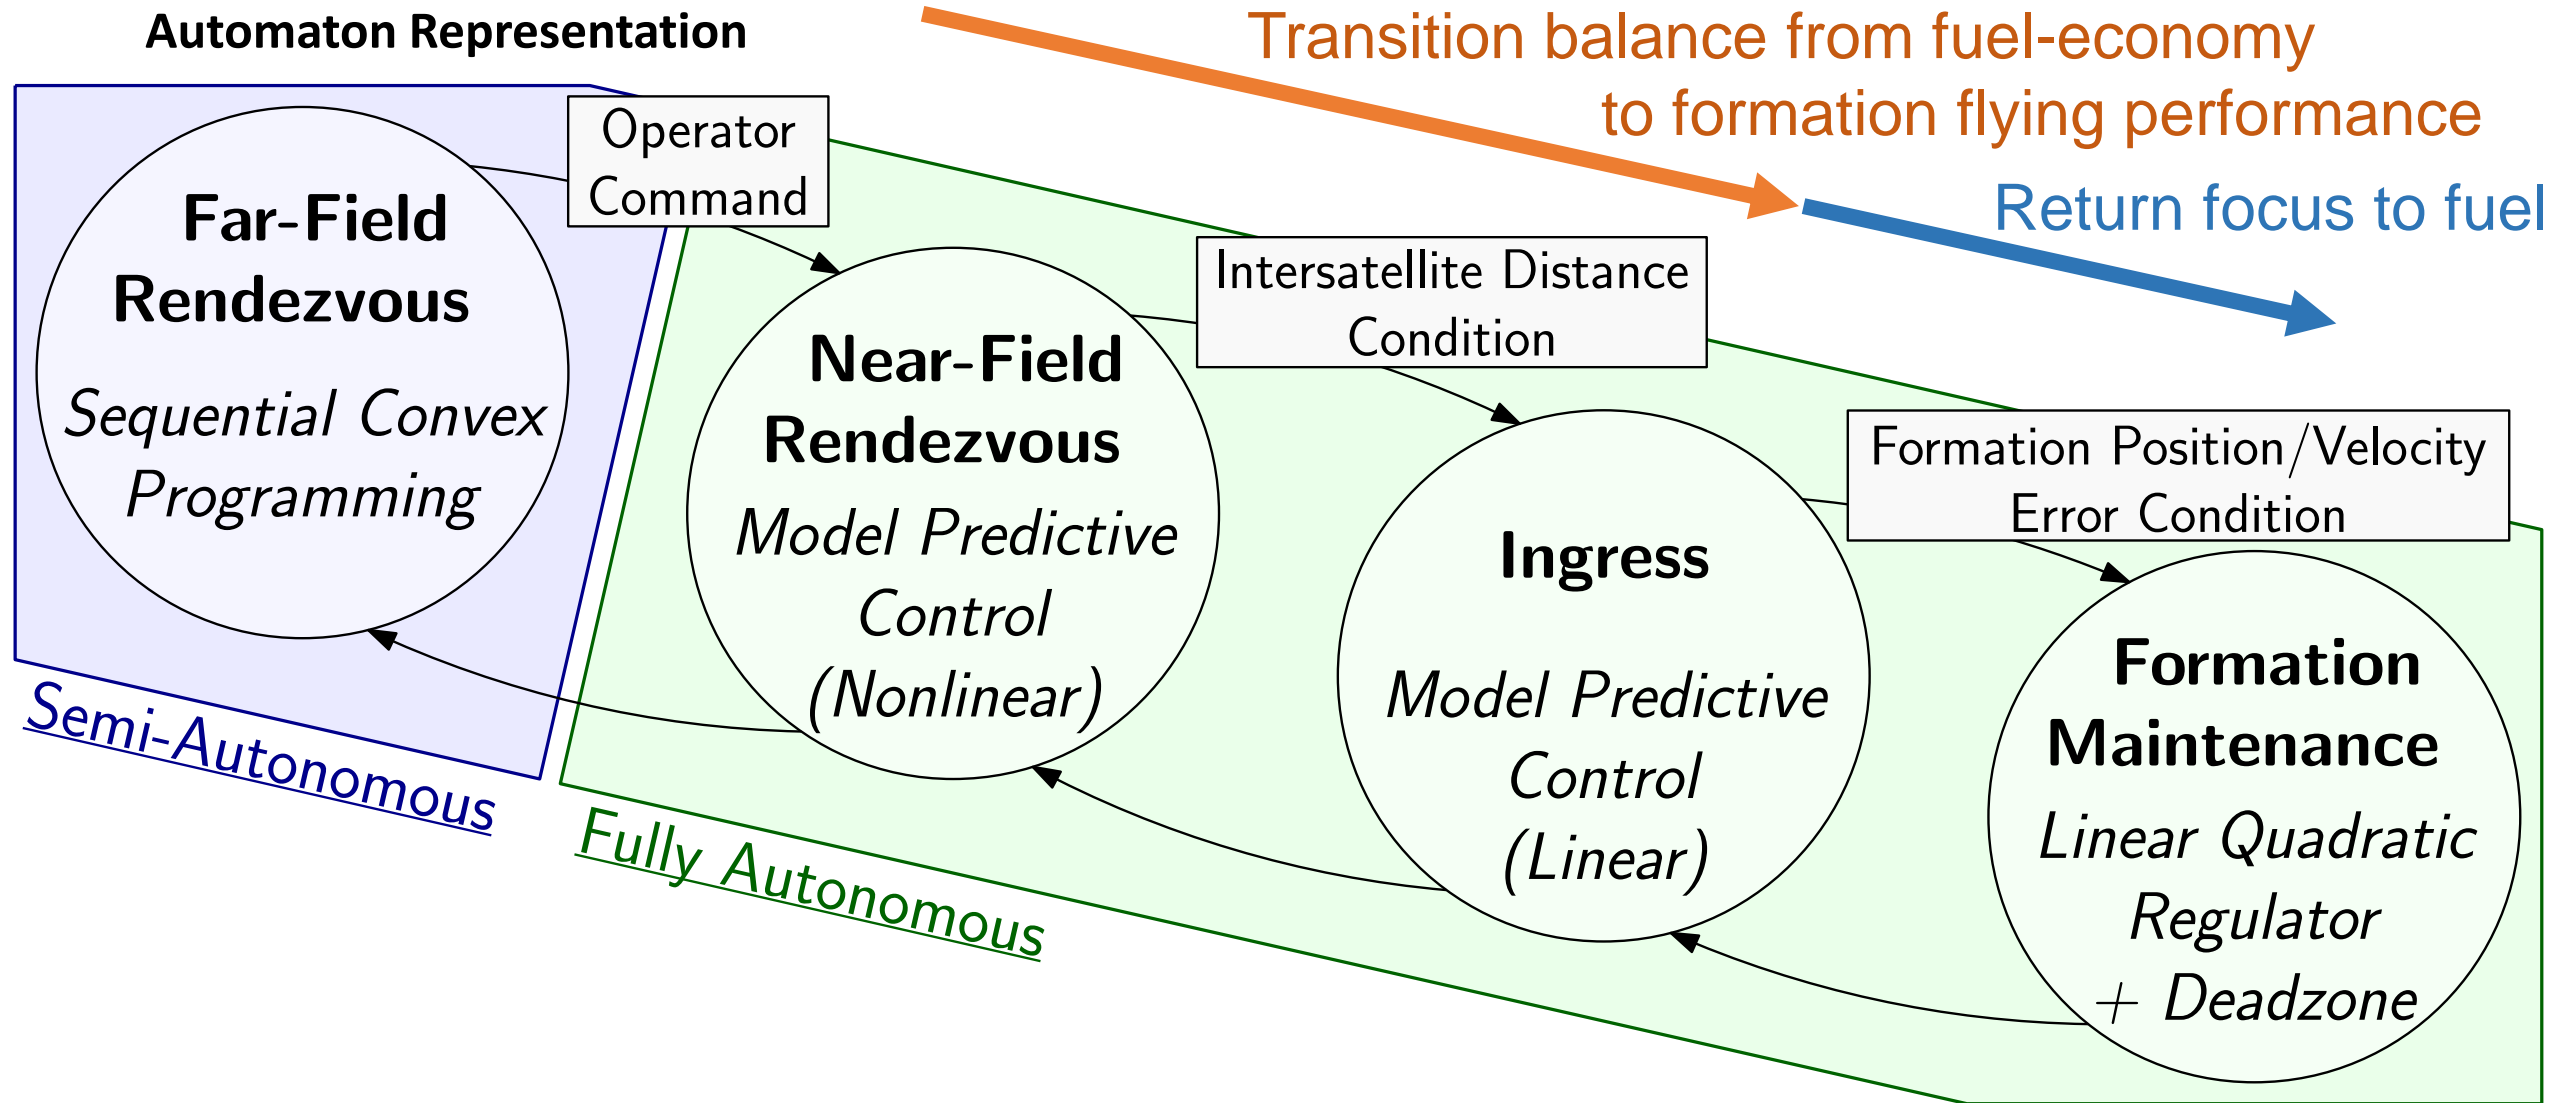 Automaton Representation
Transition balance from fuel-economy
to formation flying performance
Return focus to fuel
Operator
Command
Far-Field
Rendezvous
Sequential Convex
Programming
Intersatellite Distance
Condition
Near-Field
Rendezvous
Model Predictive
Control
(Nonlinear)
Formation Position/Velocity
Error Condition
Ingress
Model Predictive
Control
(Linear)
Formation
Maintenance
Linear Quadratic
Regulator
+ Deadzone
Semi-Autonomous
Fully Autonomous